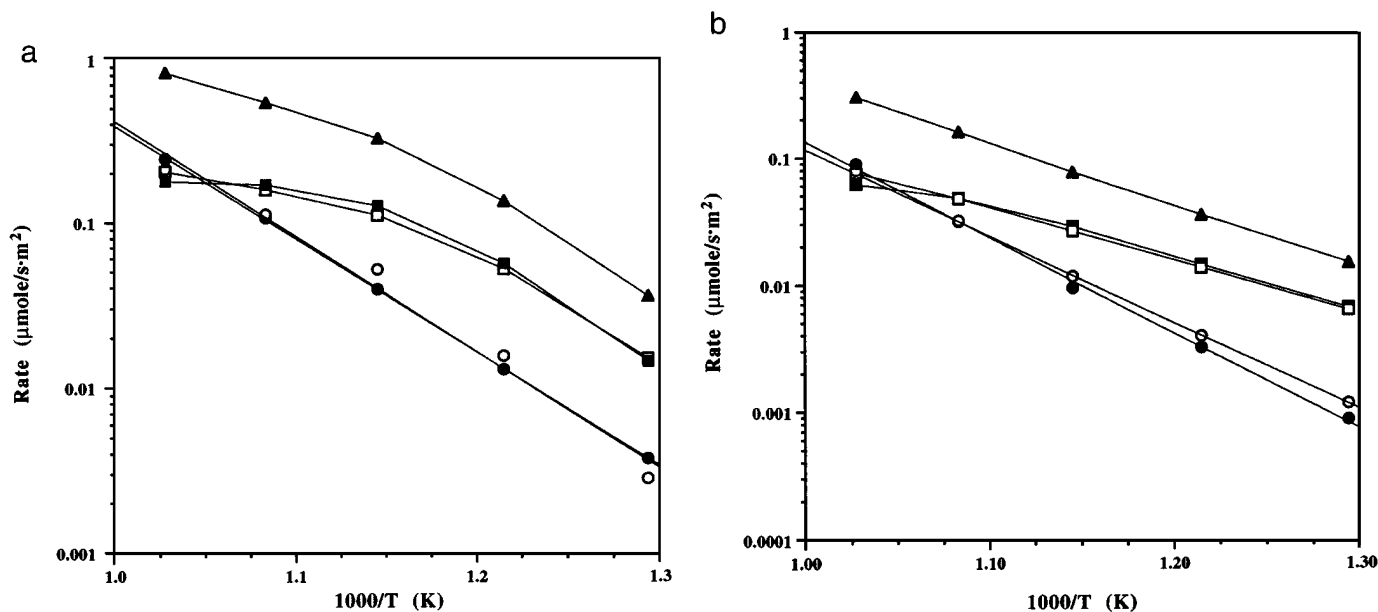 a
1
0.1
0.01
0.001
Rate (μmole/s·m²)
1.0 1.1 1.2 1.3
1000/T (K)
b
1
0.1
0.01
0.001
0.0001
Rate (μmole/s·m²)
1.00 1.10 1.20 1.30
1000/T (K)